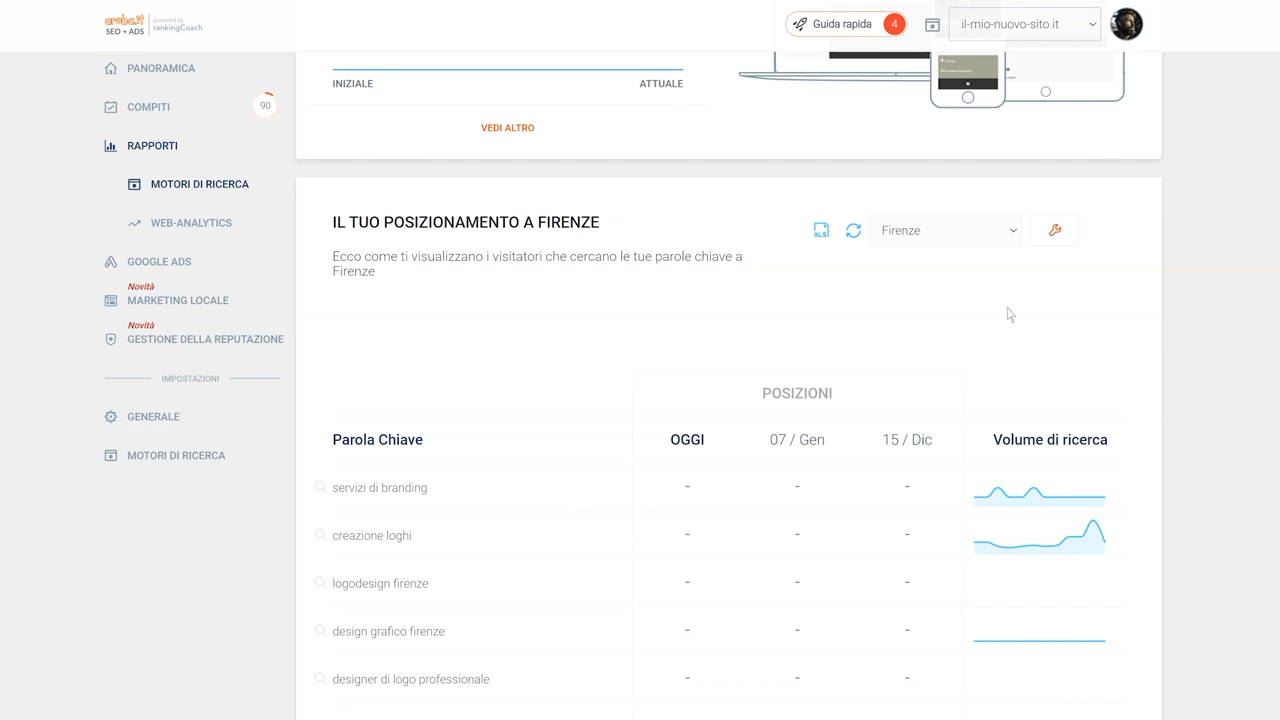 aruba.it
SEO + ADS
powered by
rankingCoach
Guida rapida
4
il-mio-nuovo-sito.it
PANORAMICA
COMPITI
90
RAPPORTI
MOTORI DI RICERCA
WEB-ANALYTICS
GOOGLE ADS
Novità
MARKETING LOCALE
Novità
GESTIONE DELLA REPUTAZIONE
IMPOSTAZIONI
GENERALE
MOTORI DI RICERCA
INIZIALE
ATTUALE
VEDI ALTRO
IL TUO POSIZIONAMENTO A FIRENZE
Ecco come ti visualizzano i visitatori che cercano le tue parole chiave a
Firenze
XLS
Firenze
POSIZIONI
Parola Chiave OGGI 07 / Gen 15 / Dic Volume di ricerca
servizi di branding - - -
creazione loghi - - -
logodesign firenze - - -
design grafico firenze - - -
designer di logo professionale - - -